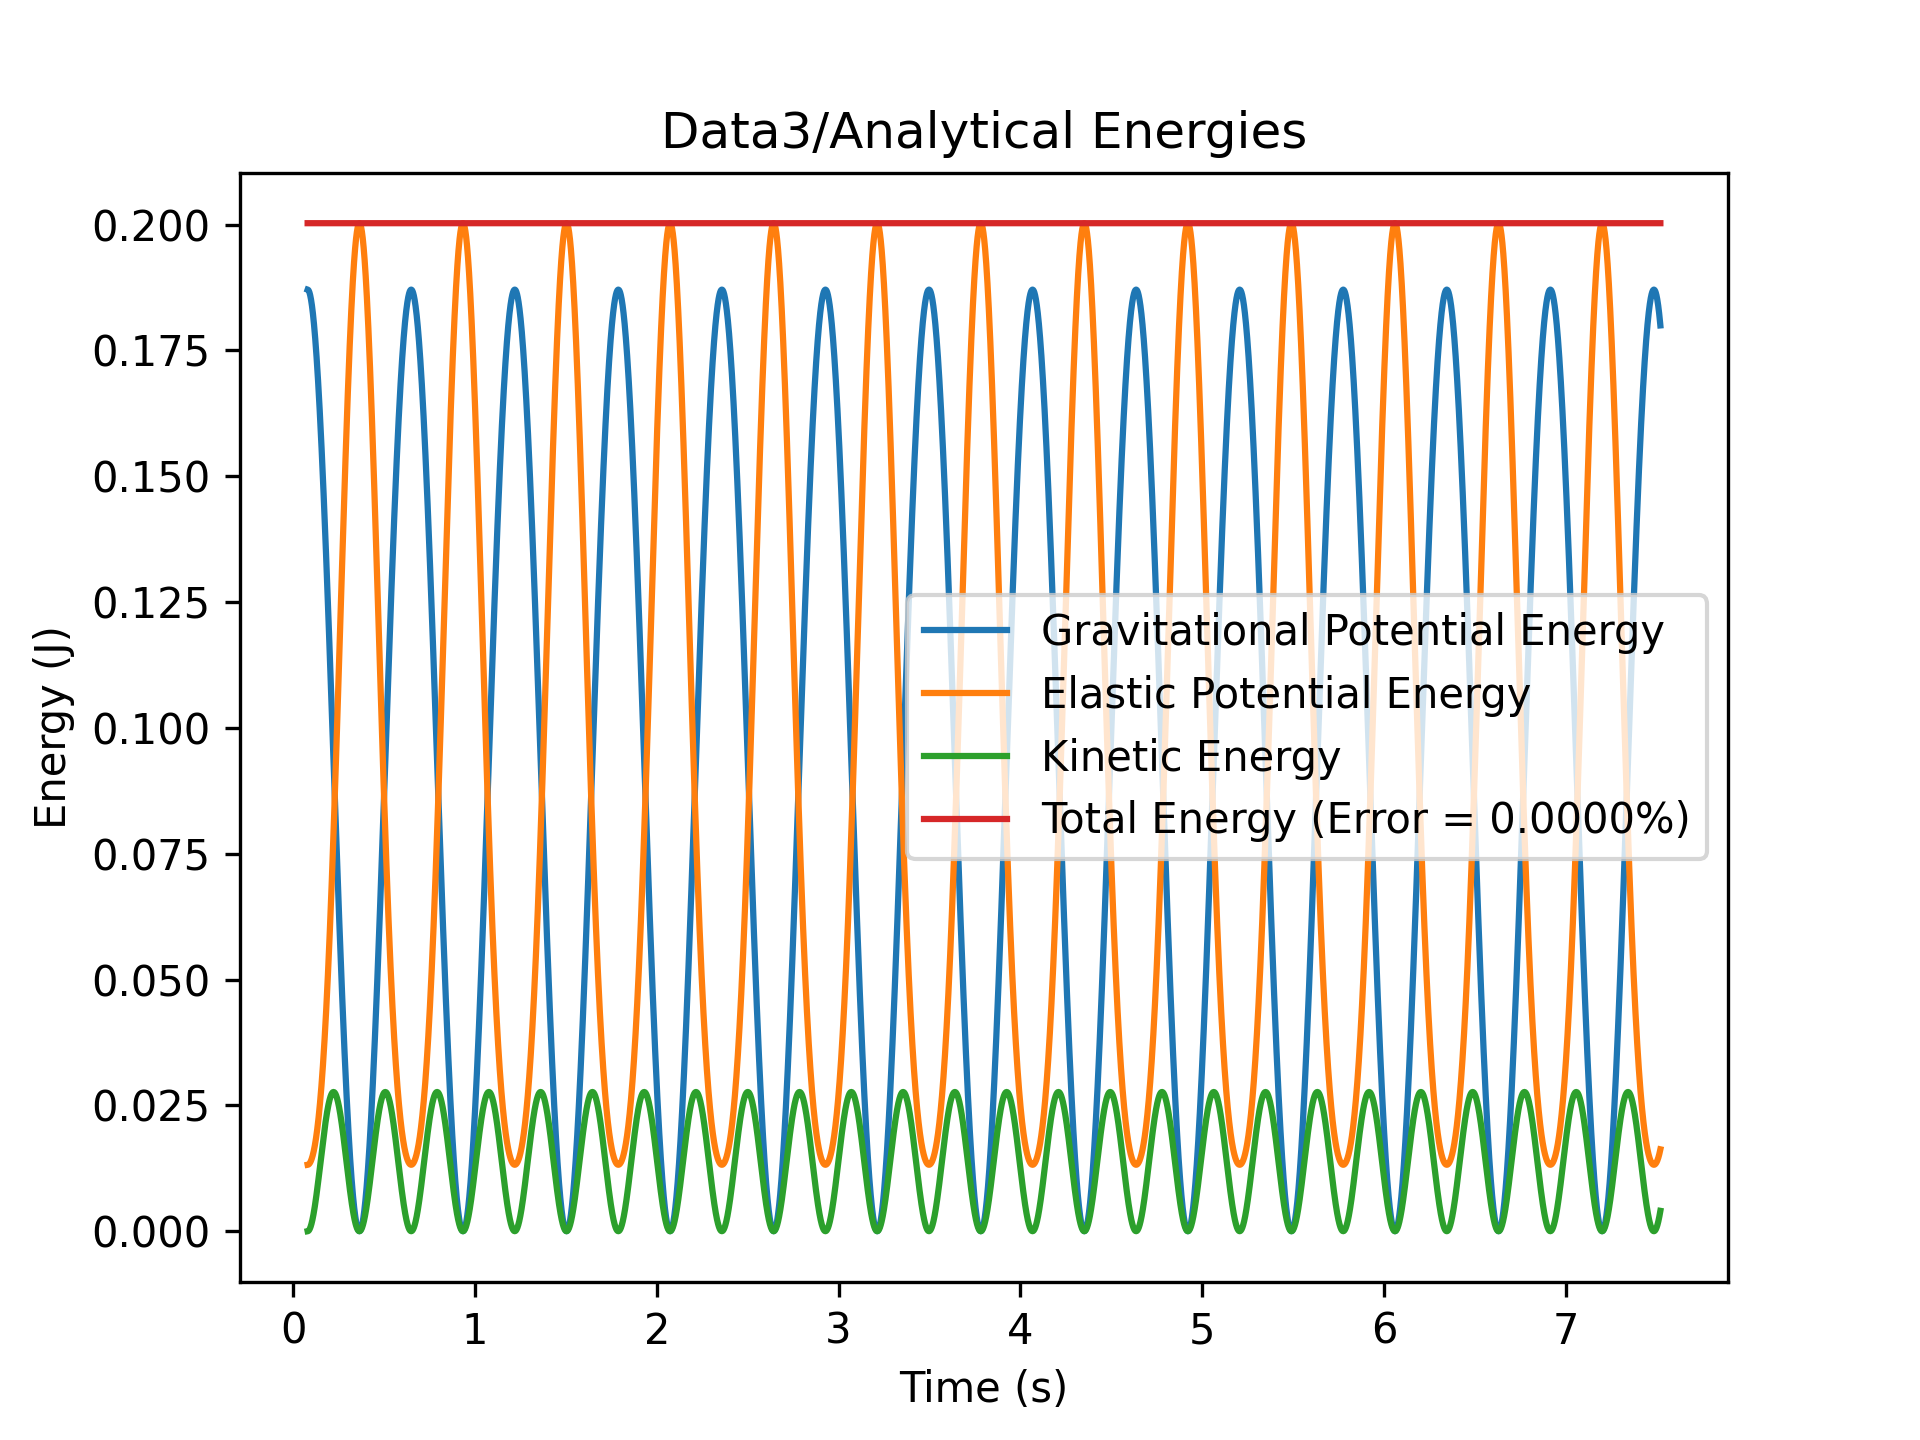 Data3/Analytical Energies
Energy (J)
0.200
0.175
0.150
0.125
0.100
0.075
0.050
0.025
0.000
Gravitational Potential Energy
Elastic Potential Energy
Kinetic Energy
Total Energy (Error = 0.0000%)
0 1 2 3 4 5 6 7
Time (s)